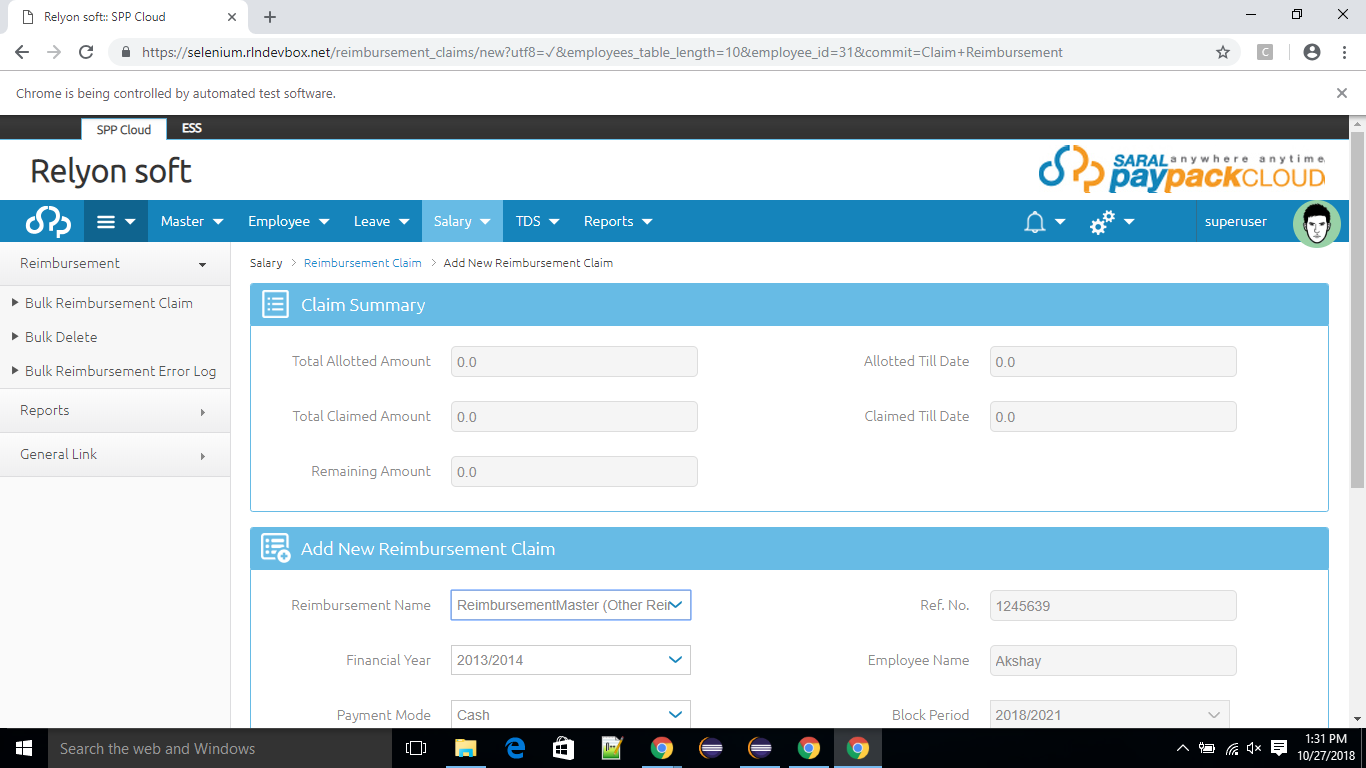 Relyon soft:: SPP Cloud
https://selenium.rlndevbox.net/reimbursement_claims/new?utf8=✓&employees_table_length=10&employee_id=31&commit=Claim+Reimbursement
C
Chrome is being controlled by automated test software.
SPP Cloud ESS
Relyon soft
SARAL anywhere anytime
paypackCLOUD
Master Employee Leave Salary TDS Reports superuser
Reimbursement
Bulk Reimbursement Claim
Bulk Delete
Bulk Reimbursement Error Log
Reports
General Link
Salary > Reimbursement Claim > Add New Reimbursement Claim
Claim Summary
Total Allotted Amount 0.0 Allotted Till Date 0.0
Total Claimed Amount 0.0 Claimed Till Date 0.0
Remaining Amount 0.0
Add New Reimbursement Claim
Reimbursement Name ReimbursementMaster (Other Rei Ref. No. 1245639
Financial Year 2013/2014 Employee Name Akshay
Payment Mode Cash Block Period 2018/2021
Search the web and Windows
1:31 PM
10/27/2018